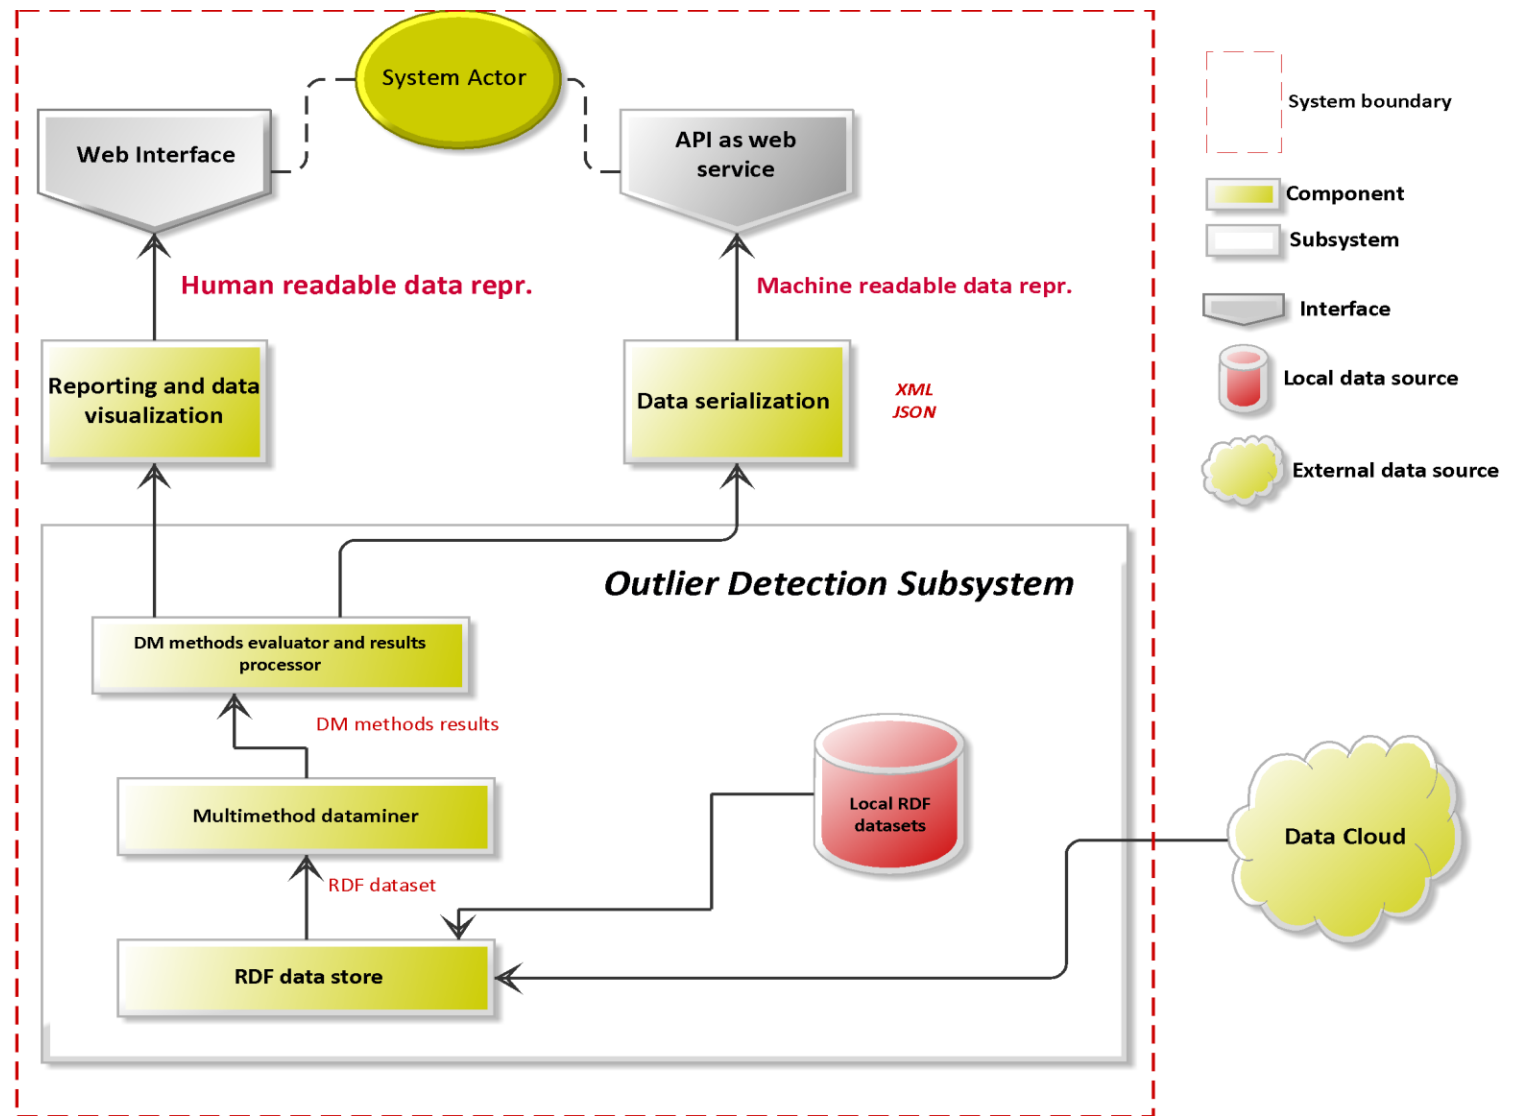 System Actor
Web Interface
API as web
service
Human readable data repr.
Machine readable data repr.
Reporting and data
visualization
Data serialization
XML
JSON
Outlier Detection Subsystem
DM methods evaluator and results
processor
DM methods results
Multimethod dataminer
RDF dataset
RDF data store
Local RDF
datasets
Data Cloud
System boundary
Component
Subsystem
Interface
Local data source
External data source